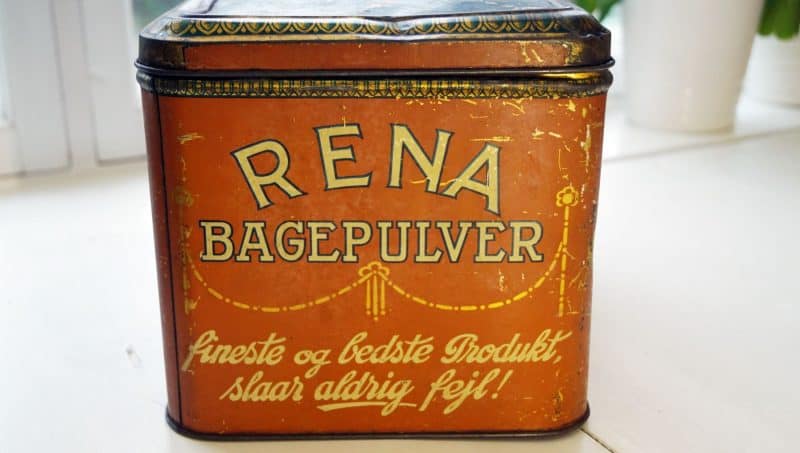 RENA
BAGEPULVER
fineste og bedste Produkt,
slaar aldrig fejl!